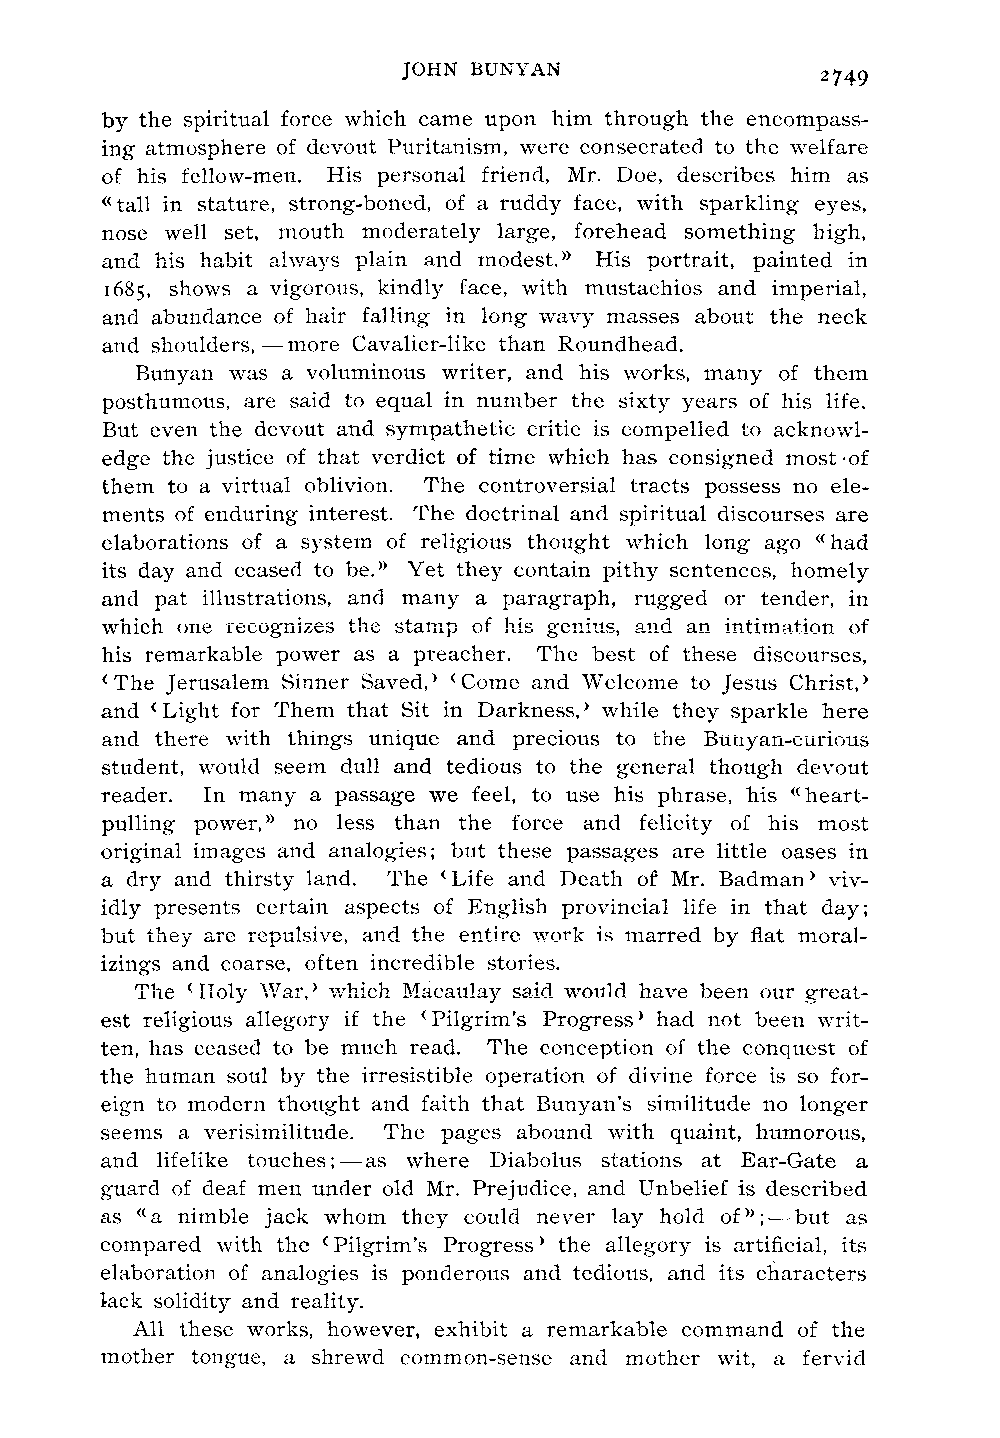 JOHN BUNYAN
2749
by the spiritual force which came upon him through the encompass-
ing atmosphere of devout Puritanism, were consecrated to the welfare
of his fellow-men. His personal friend, Mr. Doe, describes him as
«tall in stature, strong-boned, of a ruddy face, with sparkling eyes,
nose well set, mouth moderately large, forehead something high,
and his habit always plain and modest.» His portrait, painted in
1685, shows a vigorous, kindly face, with mustachios and imperial,
and abundance of hair falling in long wavy masses about the neck
and shoulders,—more Cavalier-like than Roundhead.
Bunyan was a voluminous writer, and his works, many of them
posthumous, are said to equal in number the sixty years of his life.
But even the devout and sympathetic critic is compelled to acknowl-
edge the justice of that verdict of time which has consigned most of
them to a virtual oblivion. The controversial tracts possess no ele-
ments of enduring interest. The doctrinal and spiritual discourses are
elaborations of a system of religious thought which long ago «had
its day and ceased to be.» Yet they contain pithy sentences, homely
and pat illustrations, and many a paragraph, rugged or tender, in
which one recognizes the stamp of his genius, and an intimation of
his remarkable power as a preacher. The best of these discourses,
‹The Jerusalem Sinner Saved,› ‹Come and Welcome to Jesus Christ,›
and ‹Light for Them that Sit in Darkness,› while they sparkle here
and there with things unique and precious to the Bunyan-curious
student, would seem dull and tedious to the general though devout
reader. In many a passage we feel, to use his phrase, his «heart-
pulling power,» no less than the force and felicity of his most
original images and analogies; but these passages are little oases in
a dry and thirsty land. The ‹Life and Death of Mr. Badman› viv-
idly presents certain aspects of English provincial life in that day;
but they are repulsive, and the entire work is marred by flat moral-
izings and coarse, often incredible stories.
The ‹Holy War,› which Macaulay said would have been our great-
est religious allegory if the ‹Pilgrim's Progress› had not been writ-
ten, has ceased to be much read. The conception of the conquest of
the human soul by the irresistible operation of divine force is so for-
eign to modern thought and faith that Bunyan's similitude no longer
seems a verisimilitude. The pages abound with quaint, humorous,
and lifelike touches;—as where Diabolus stations at Ear-Gate a
guard of deaf men under old Mr. Prejudice, and Unbelief is described
as «a nimble jack whom they could never lay hold of»;—but as
compared with the ‹Pilgrim's Progress› the allegory is artificial, its
elaboration of analogies is ponderous and tedious, and its characters
lack solidity and reality.
All these works, however, exhibit a remarkable command of the
mother tongue, a shrewd common-sense and mother wit, a fervid